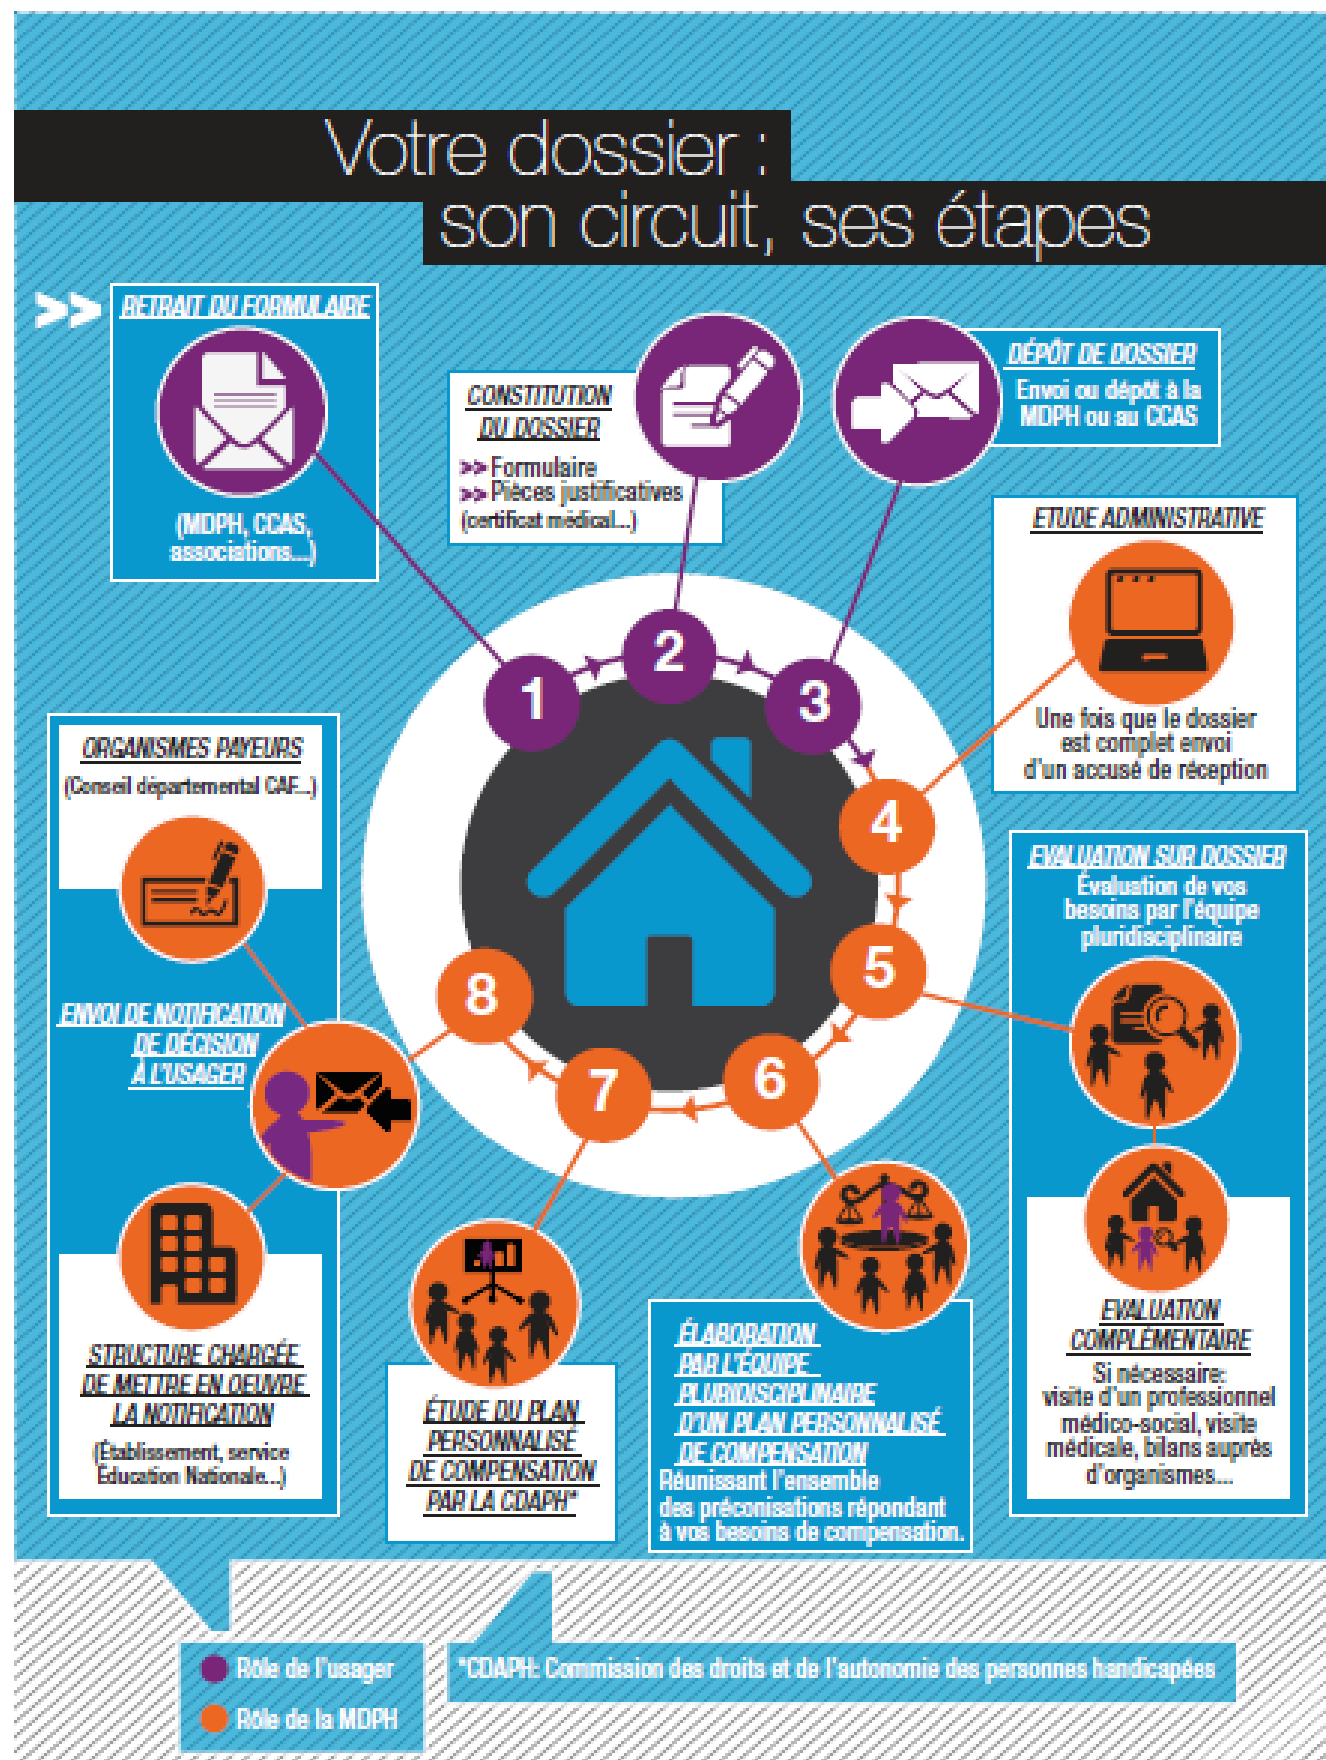 Votre dossier :
son circuit, ses étapes
>> RETRAIT DU FORMULAIRE
(MDPH, CCAS,
associations...)
CONSTITUTION
DU DOSSIER
>> Formulaire
>> Pièces justificatives
(certificat médical...)
DÉPÔT DE DOSSIER
Envoi ou dépôt à la
MDPH ou au CCAS
ETUDE ADMINISTRATIVE
Une fois que le dossier
est complet envoi
d'un accusé de réception
1
2
3
4
5
6
7
8
EVALUATION SUR DOSSIER
Évaluation de vos
besoins par l'équipe
pluridisciplinaire
EVALUATION
COMPLÉMENTAIRE
Si nécessaire:
visite d'un professionnel
médico-social, visite
médicale, bilans auprès
d'organismes...
ÉLABORATION
PAR L'ÉQUIPE
PLURIDISCIPLINAIRE
D'UN PLAN PERSONNALISÉ
DE COMPENSATION
Réunissant l'ensemble
des préconisations répondant
à vos besoins de compensation.
ÉTUDE DU PLAN
PERSONNALISÉ
DE COMPENSATION
PAR LA CDAPH*
ORGANISMES PAYEURS
(Conseil départemental CAF...)
ENVOI DE NOTIFICATION
DE DÉCISION
À L'USAGER
STRUCTURE CHARGÉE
DE METTRE EN OEUVRE
LA NOTIFICATION
(Établissement, service
Éducation Nationale...)
Rôle de l'usager
Rôle de la MDPH
*CDAPH: Commission des droits et de l'autonomie des personnes handicapées